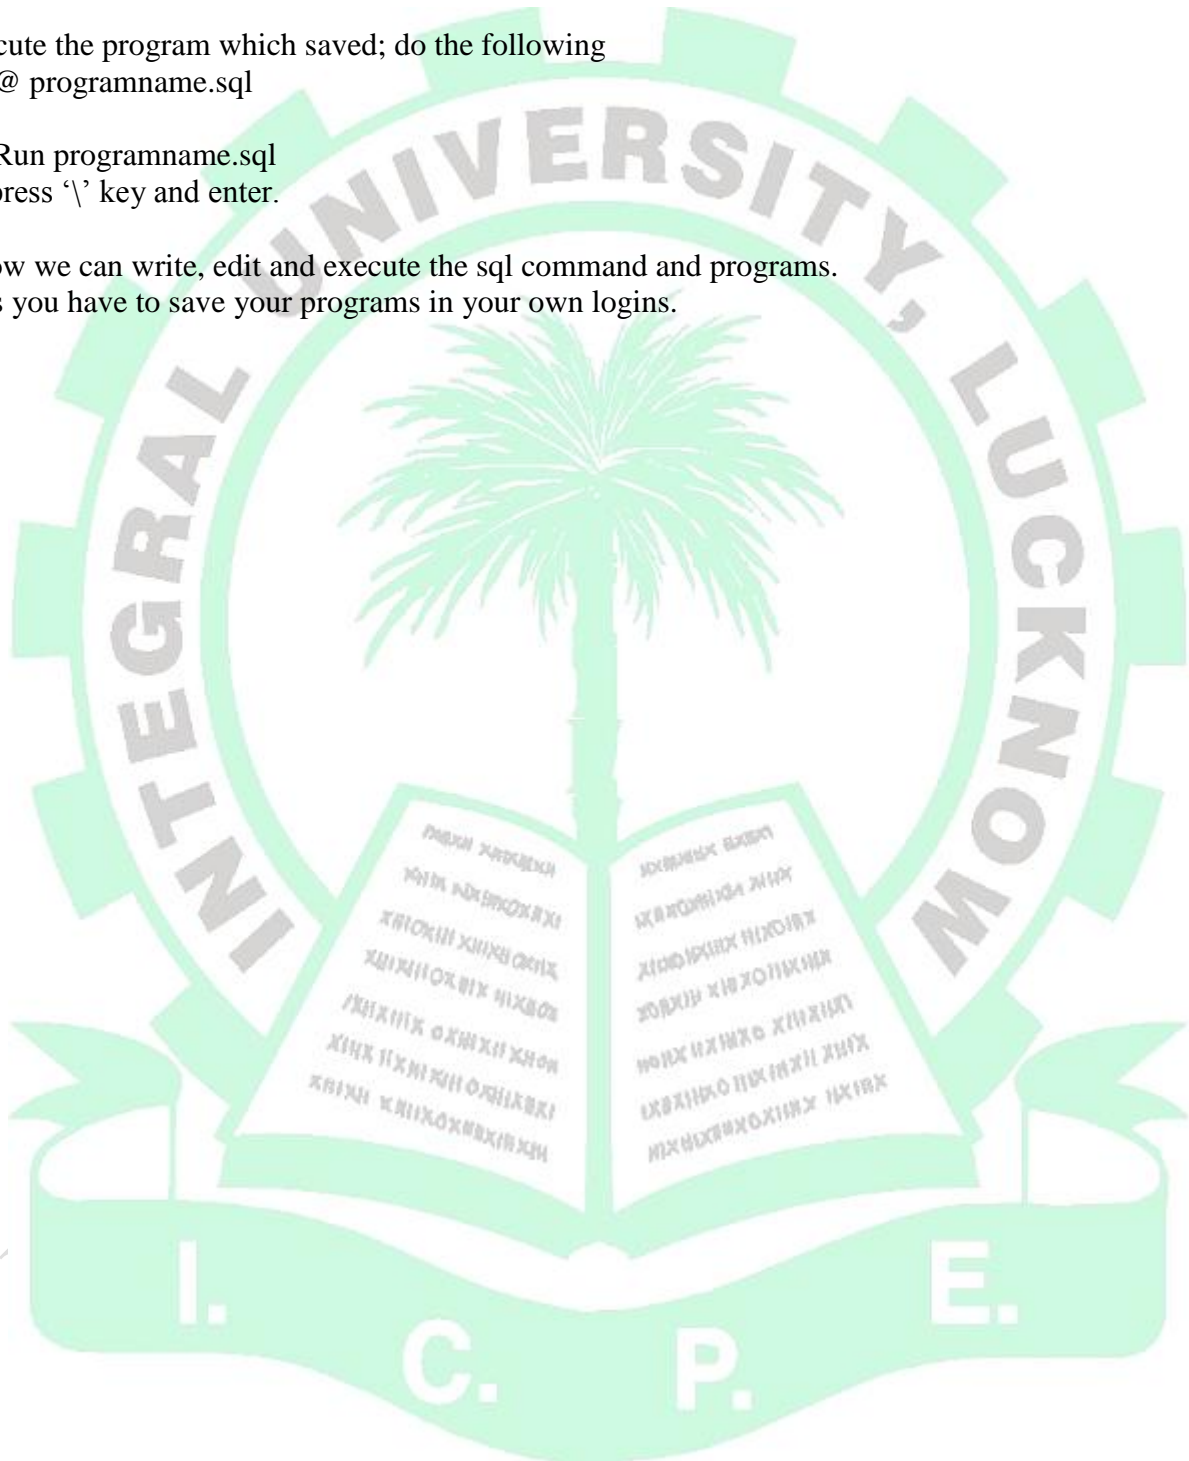 cute the program which saved; do the following
@ programname.sql
Run programname.sql
press ‘\’ key and enter.
ow we can write, edit and execute the sql command and programs.
s you have to save your programs in your own logins.
INTEGRAL UNIVERSITY, LUCKNOW
I. C. P. E.